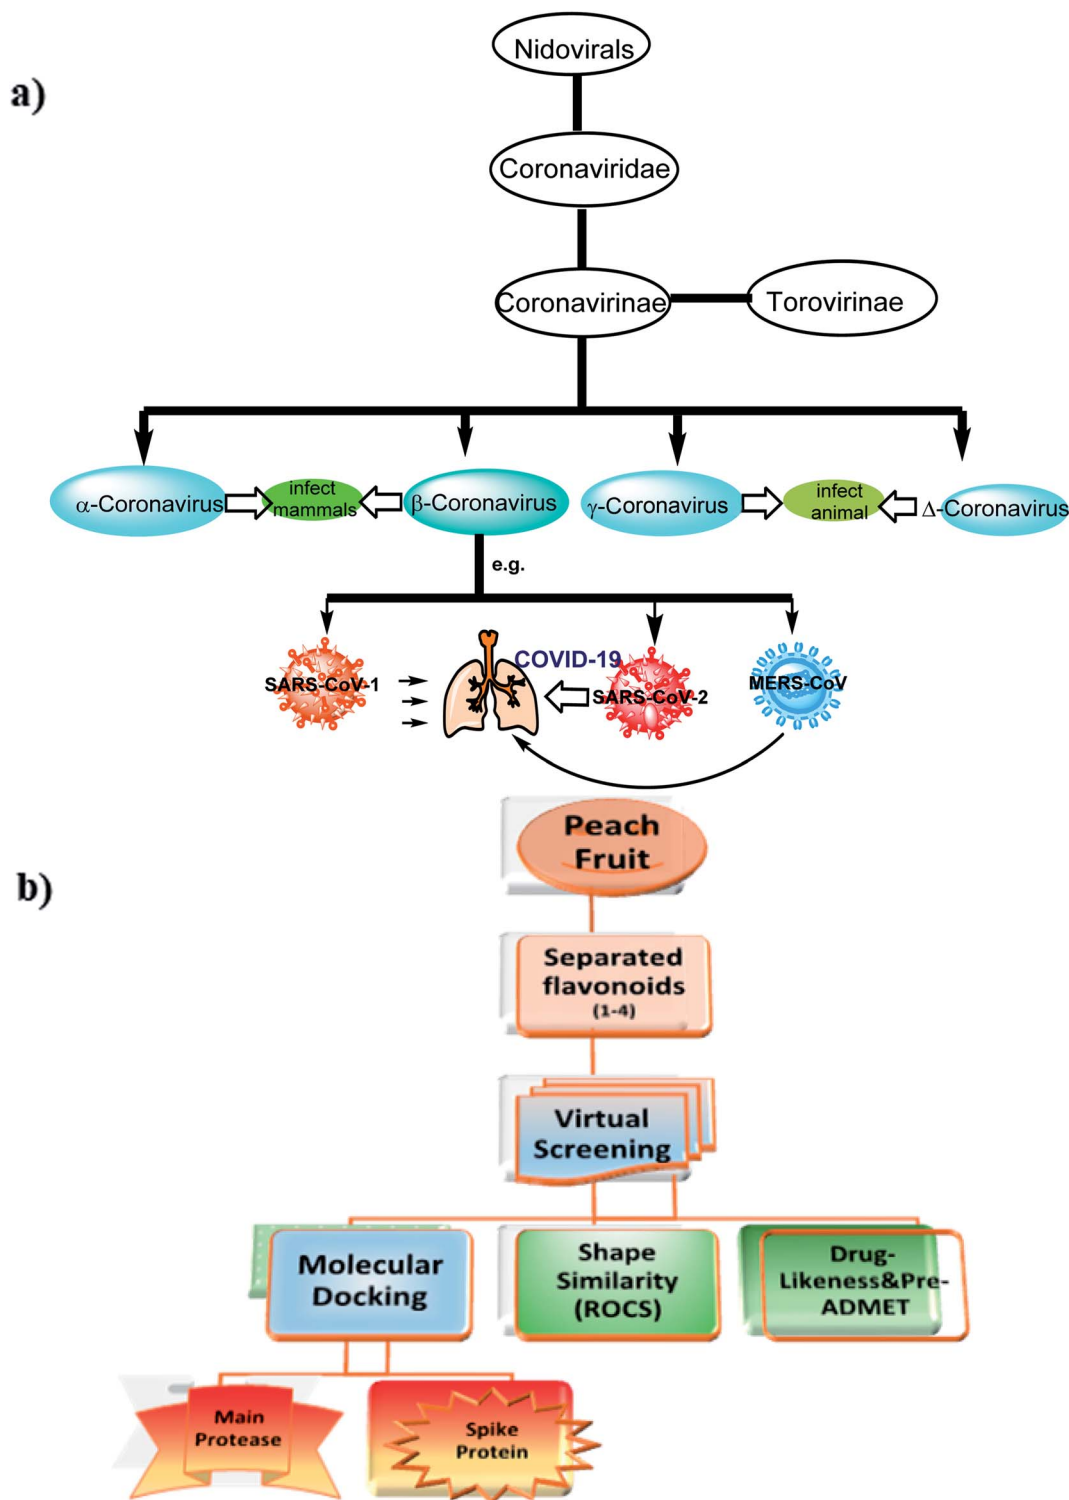 a)
Nidovirals
Coronaviridae
Coronavirinae
Torovirinae
α-Coronavirus
infect
mammals
β-Coronavirus
γ-Coronavirus
infect
animal
Δ-Coronavirus
e.g.
SARS-CoV-1
COVID-19
SARS-CoV-2
MERS-CoV
b)
Peach
Fruit
Separated
flavonoids
(1-4)
Virtual
Screening
Molecular
Docking
Shape
Similarity
(ROCS)
Drug-
Likeness&Pre-
ADMET
Main
Protease
Spike
Protein